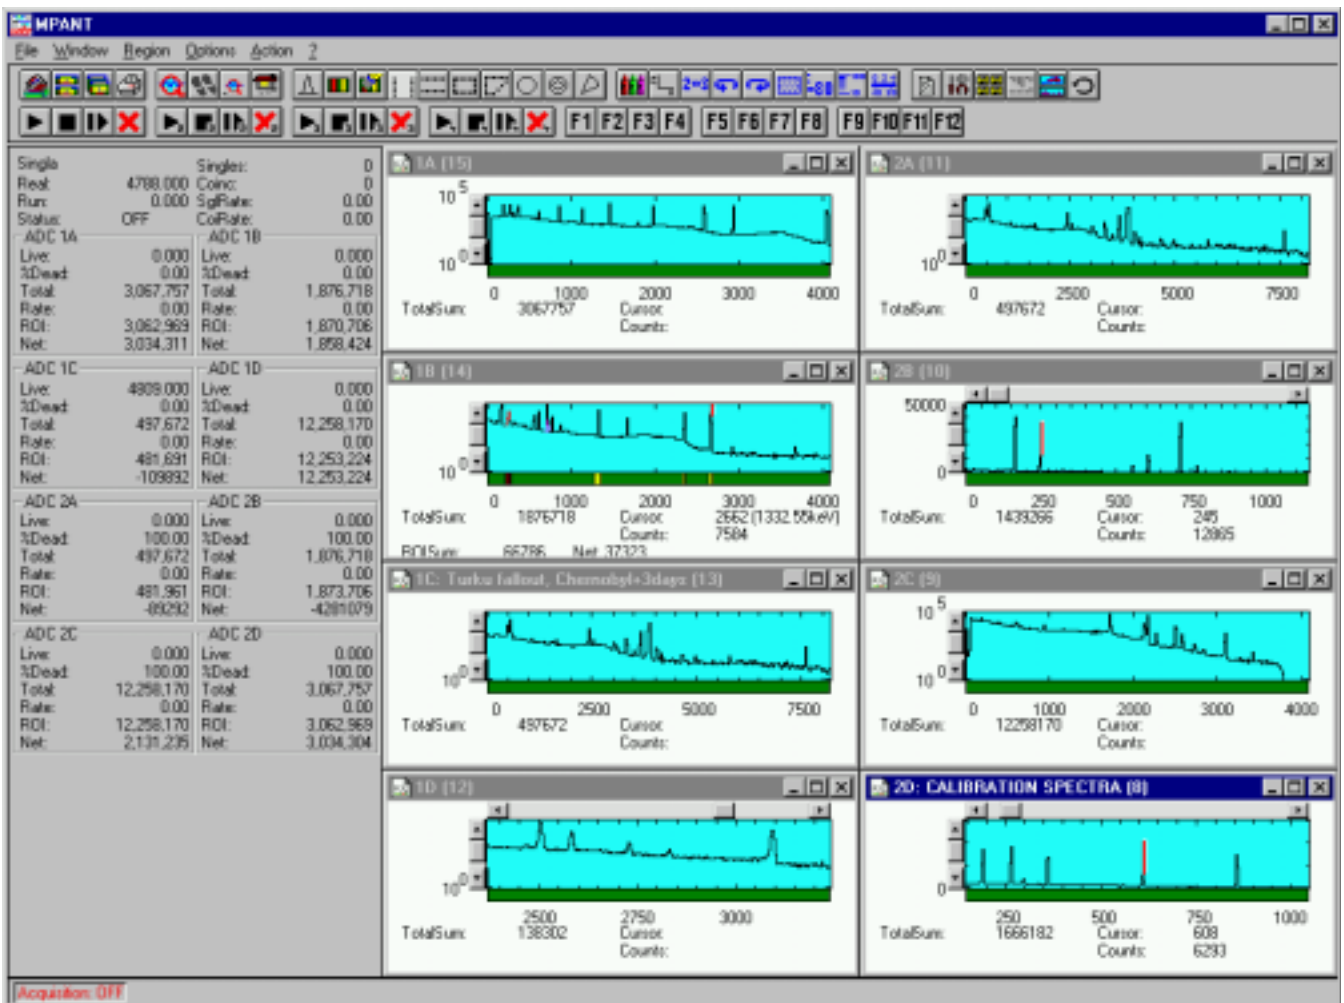 MPANT
File Window Region Options Action ?
F1 F2 F3 F4 F5 F6 F7 F8 F9 F10 F11 F12
Singla Singles: 0
Real: 4788.000 Coinc: 0
Run: 0.000 SglRate: 0.00
Status: OFF CoiRate: 0.00
ADC 1A ADC 1B
Live: 0.000 Live: 0.000
%Dead: 0.00 %Dead: 0.00
Total: 3,067,757 Total: 1,876,718
Rate: 0.00 Rate: 0.00
ROI: 3,062,969 ROI: 1,870,706
Net: 3,034,311 Net: 1,858,424
ADC 1C ADC 1D
Live: 4809.000 Live: 0.000
%Dead: 0.00 %Dead: 0.00
Total: 497,672 Total: 12,258,170
Rate: 0.00 Rate: 0.00
ROI: 481,691 ROI: 12,253,224
Net: -109892 Net: 12,253,224
ADC 2A ADC 2B
Live: 0.000 Live: 0.000
%Dead: 100.00 %Dead: 100.00
Total: 497,672 Total: 1,876,718
Rate: 0.00 Rate: 0.00
ROI: 481,961 ROI: 1,873,706
Net: -89292 Net: -4281079
ADC 2C ADC 2D
Live: 0.000 Live: 0.000
%Dead: 100.00 %Dead: 100.00
Total: 12,258,170 Total: 3,067,757
Rate: 0.00 Rate: 0.00
ROI: 12,258,170 ROI: 3,062,969
Net: 2,131,235 Net: 3,034,304
1A (15)
10^5
10^0
0 1000 2000 3000 4000
TotalSum: 3067757 Cursor:
Counts:
2A (11)
10^0
0 2500 5000 7500
TotalSum: 497672 Cursor:
Counts:
1B (14)
10^0
0 1000 2000 3000 4000
TotalSum: 1876718 Cursor: 2662 (1332.55keV)
Counts: 7584
ROISum: 66786 Net: 37323
2B (10)
50000
0
0 250 500 750 1000
TotalSum: 1439266 Cursor: 245
Counts: 12865
1C: Turku fallout, Chernobyl+3days (13)
10^0
0 2500 5000 7500
TotalSum: 497672 Cursor:
Counts:
2C (9)
10^5
10^0
0 1000 2000 3000 4000
TotalSum: 12258170 Cursor:
Counts:
1D (12)
10^0
2500 2750 3000
TotalSum: 138302 Cursor:
Counts:
2D: CALIBRATION SPECTRA (8)
0
250 500 750 1000
TotalSum: 1666182 Cursor: 608
Counts: 6293
Acquisition: OFF